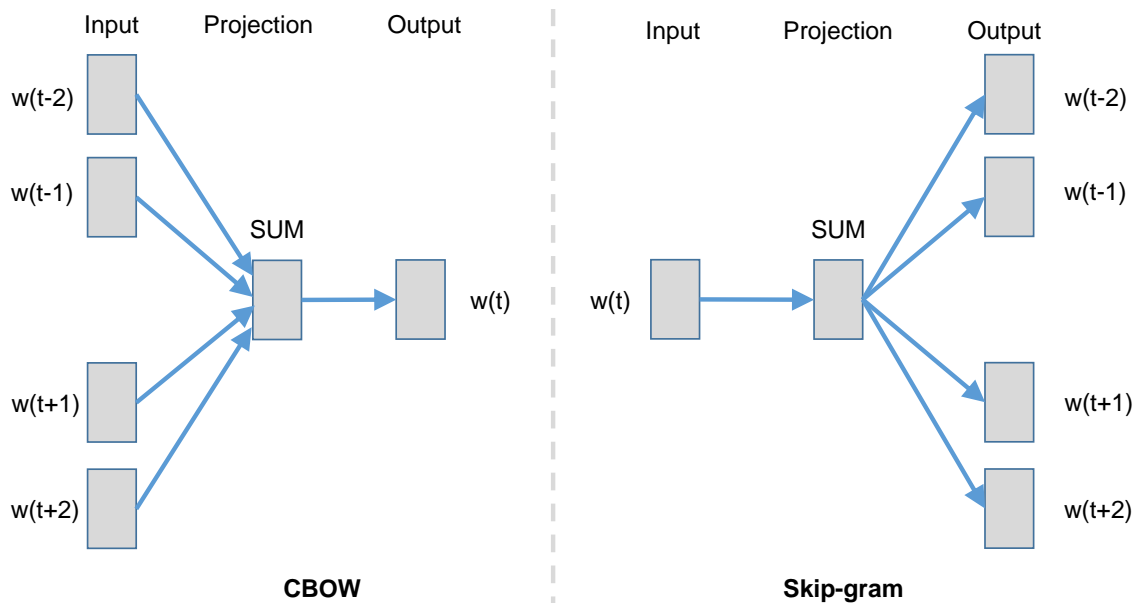 Input Projection Output
w(t-2)
w(t-1)
SUM
w(t)
w(t+1)
w(t+2)
CBOW
Input Projection Output
w(t-2)
w(t-1)
SUM
w(t)
w(t+1)
w(t+2)
Skip-gram